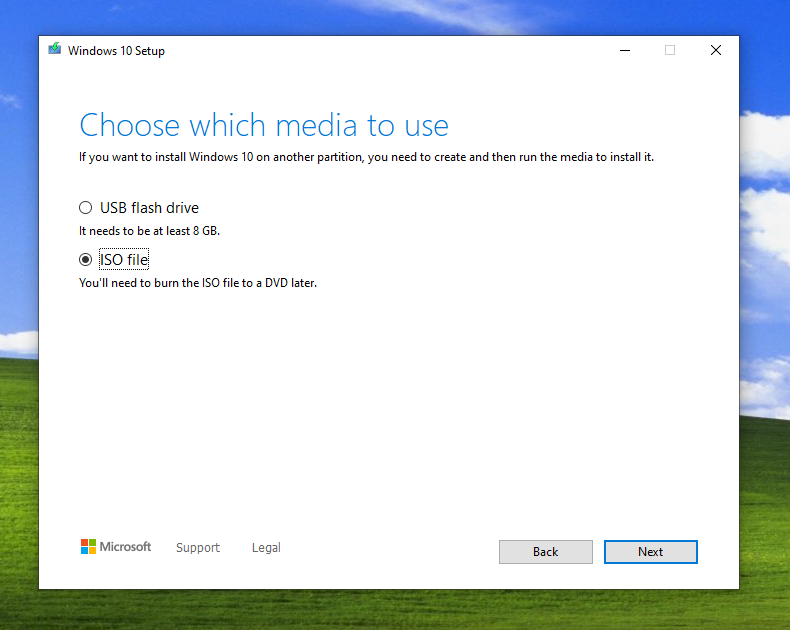 Windows 10 Setup
Choose which media to use
If you want to install Windows 10 on another partition, you need to create and then run the media to install it.
USB flash drive
It needs to be at least 8 GB.
ISO file
You'll need to burn the ISO file to a DVD later.
Microsoft Support Legal Back Next